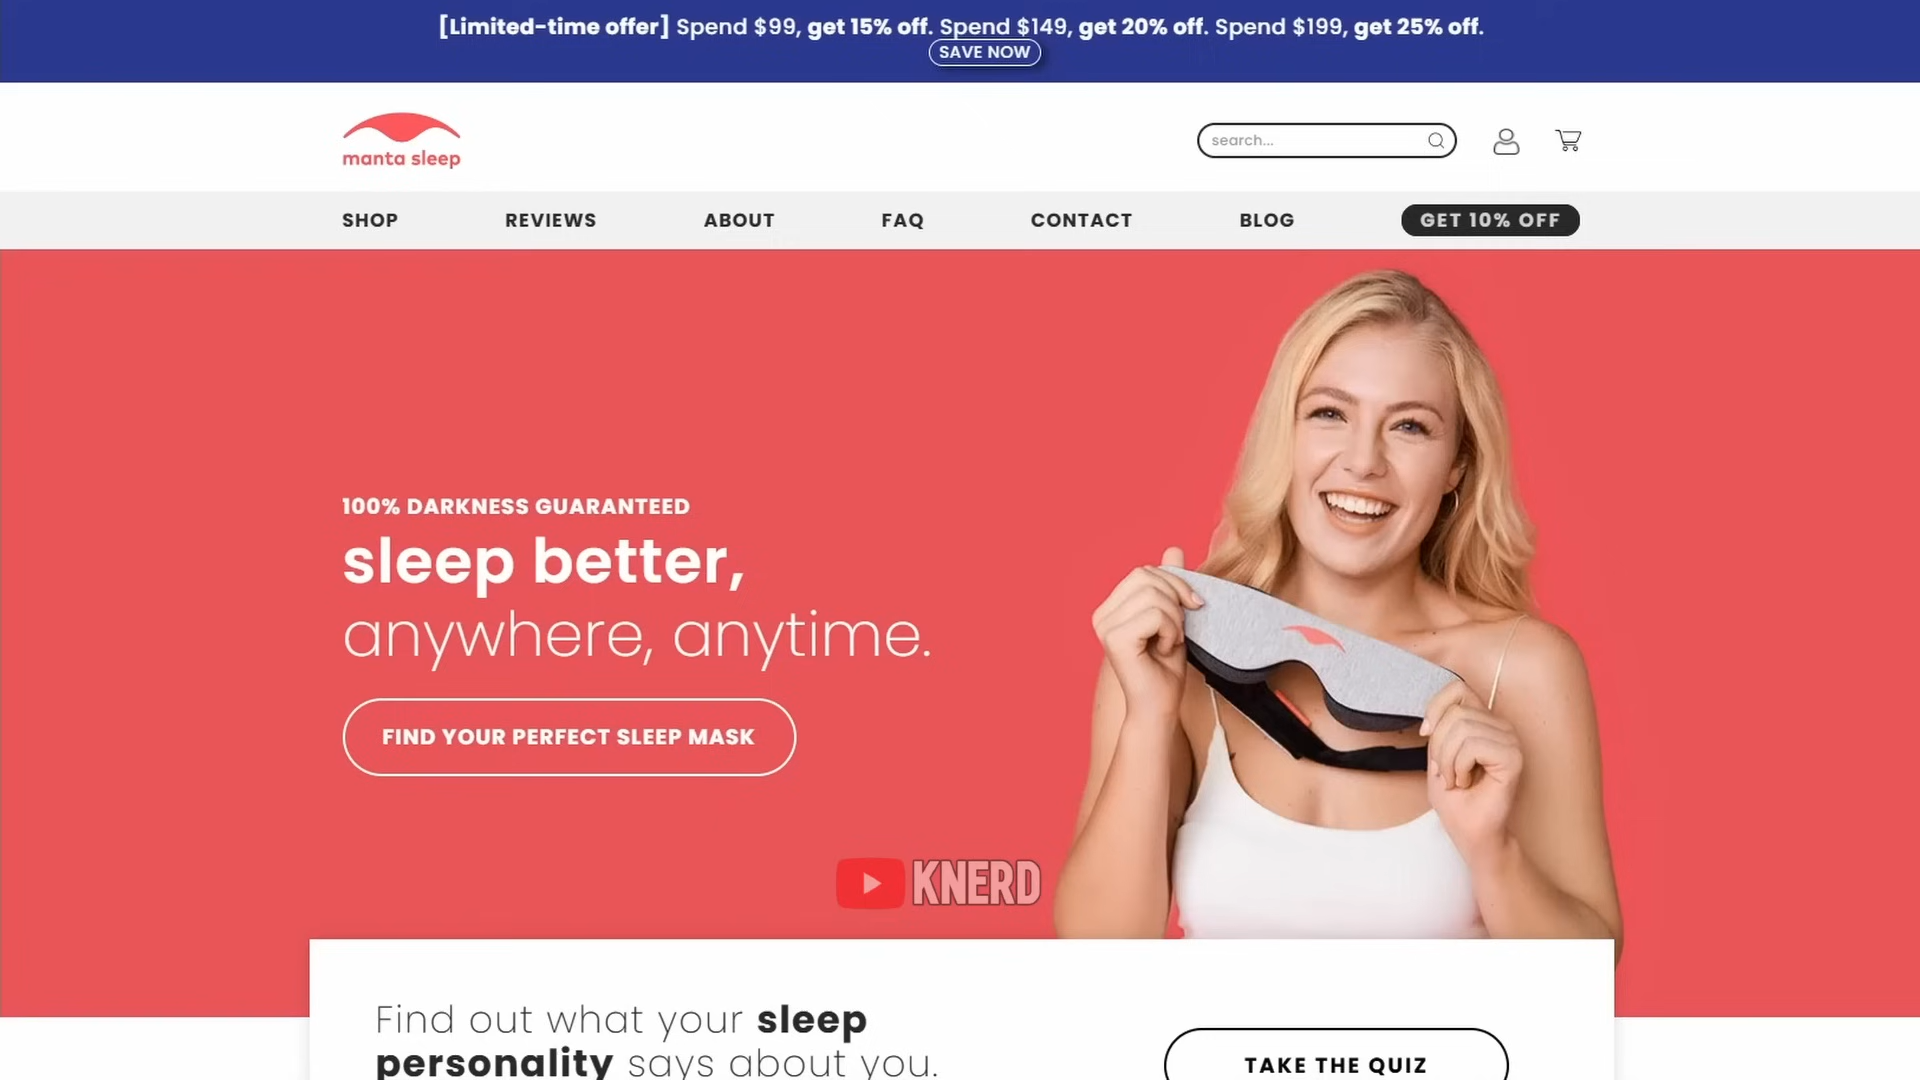 [Limited-time offer] Spend $99, get 15% off. Spend $149, get 20% off. Spend $199, get 25% off.
SAVE NOW
manta sleep
search...
SHOP REVIEWS ABOUT FAQ CONTACT BLOG GET 10% OFF
100% DARKNESS GUARANTEED
sleep better,
anywhere, anytime.
FIND YOUR PERFECT SLEEP MASK
KNERD
Find out what your sleep
personality says about you.
TAKE THE QUIZ